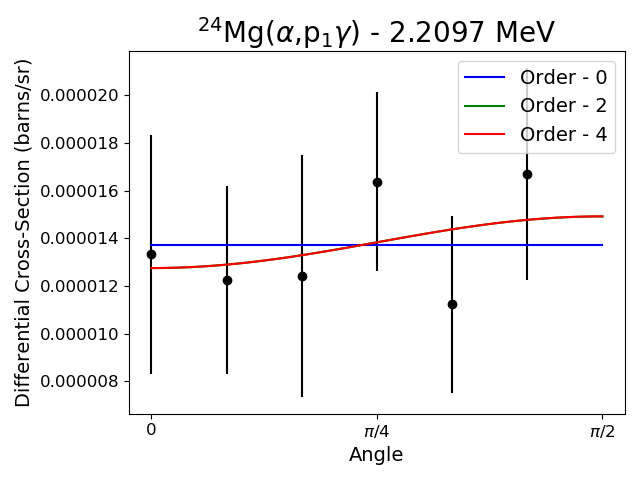 ²⁴Mg(α,p₁γ) - 2.2097 MeV
Differential Cross-Section (barns/sr)
0.000020
0.000018
0.000016
0.000014
0.000012
0.000010
0.000008
Order - 0
Order - 2
Order - 4
0 π/4 π/2
Angle